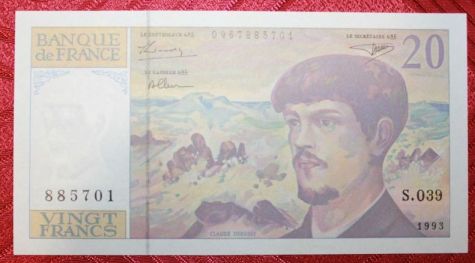 BANQUE
de FRANCE
LE CONTRÔLEUR GÉNÉRAL
0967885701
LE SECRÉTAIRE GÉNÉRAL
20
LE CAISSIER GÉNÉRAL
885701
S.039
VINGT
FRANCS
CLAUDE DEBUSSY
1993